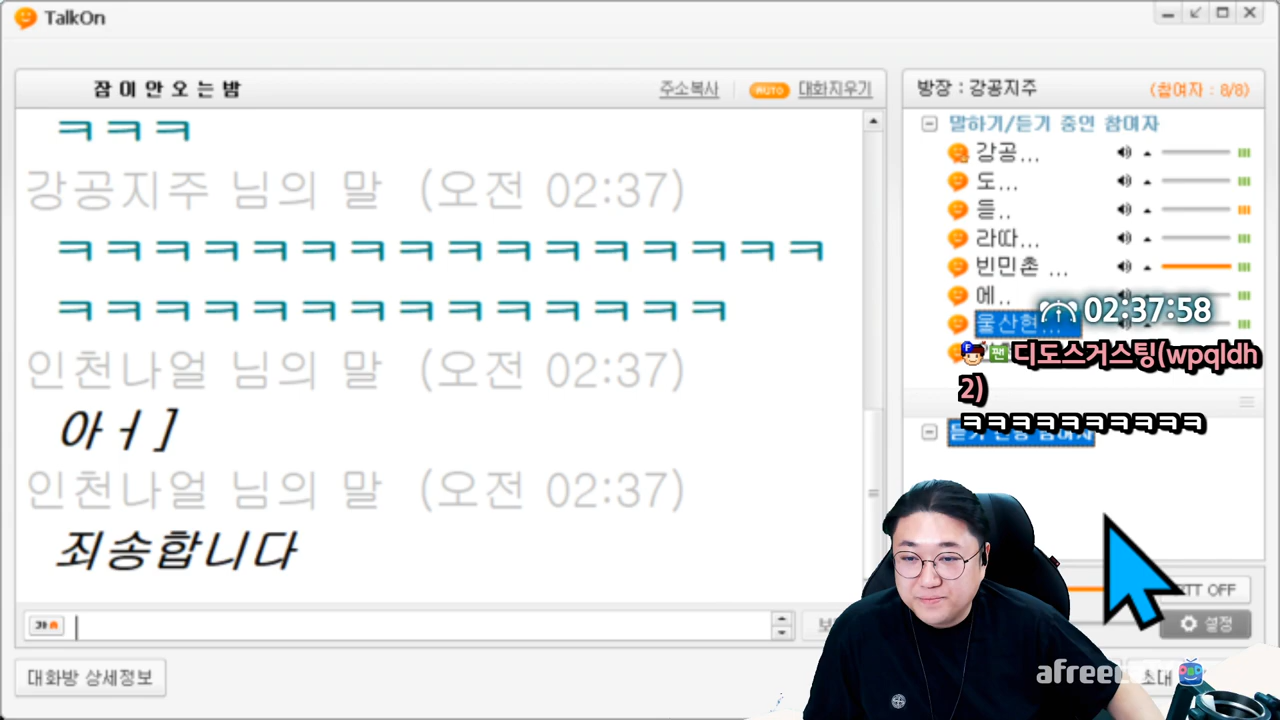 TalkOn
잠 이 안 오 는 밤
주소복사
AUTO
대화지우기
ㅋㅋㅋ
강공지주 님의 말 (오전 02:37)
ㅋㅋㅋㅋㅋㅋㅋㅋㅋㅋㅋㅋㅋㅋㅋㅋ
ㅋㅋㅋㅋㅋㅋㅋㅋㅋㅋㅋㅋㅋㅋ
인천나얼 님의 말 (오전 02:37)
아ㅓ]
인천나얼 님의 말 (오전 02:37)
죄송합니다
가
대화방 상세정보
방장 : 강공지주
(참여자 : 8/8)
말하기/듣기 중인 참여자
강공...
도...
듣..
라따...
빈민촌 ...
에..
울산현...
02:37:58
F
팬
디도스거스팅(wpqldh
2)
ㅋㅋㅋㅋㅋㅋㅋㅋㅋㅋ
OFF
설정
초대
afree